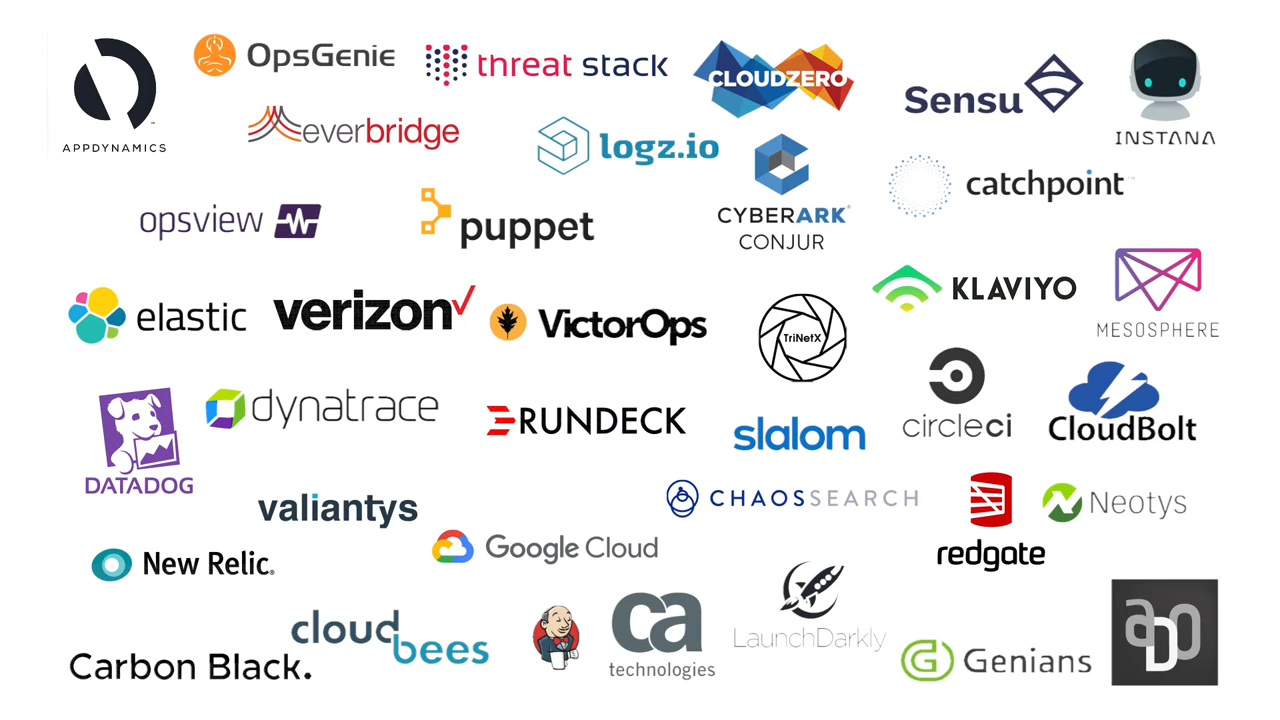 APPDYNAMICS
OpsGenie
threat stack
CLOUDZERO
Sensu
INSTANA
everbridge
logz.io
CYBERARK®
CONJUR
catchpoint™
opsview
puppet
elastic
verizon✓
VictorOps
TriNetX
KLAVIYO
MESOSPHERE
DATADOG
dynatrace
RUNDECK
slalom
circleci
CloudBolt
valiantys
CHAOSSEARCH
redgate
Neotys
New Relic®
Google Cloud
Carbon Black.
cloudbees
ca
technologies
LaunchDarkly
Genians
aDO